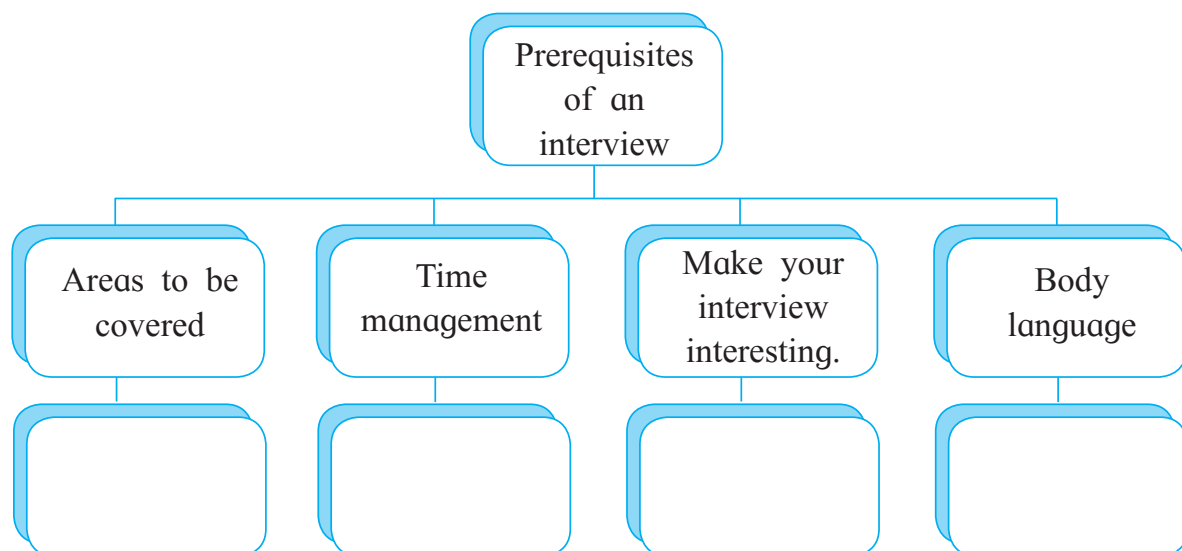 Prerequisites
of an
interview
Areas to be
covered
Time
management
Make your
interview
interesting.
Body
language